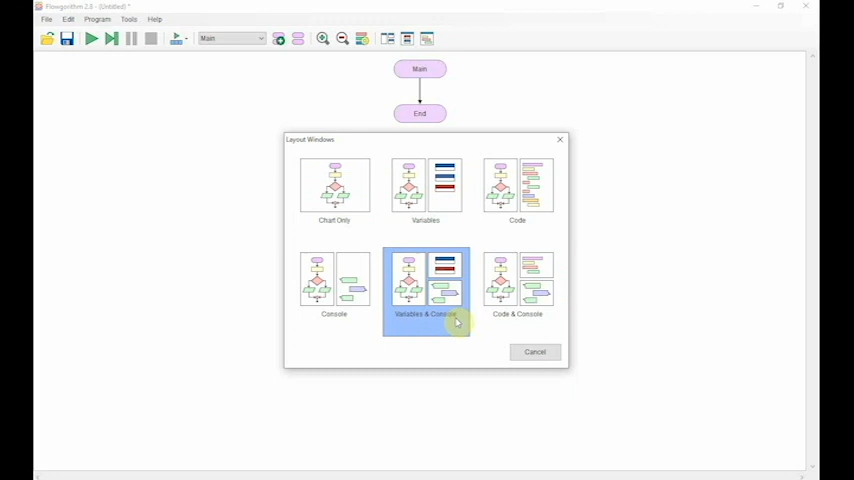 Flowgorithm 2.8 - (Untitled) *
File Edit Program Tools Help
Main
Main
End
Layout Windows
Chart Only
Variables
Code
Console
Variables & Console
Code & Console
Cancel